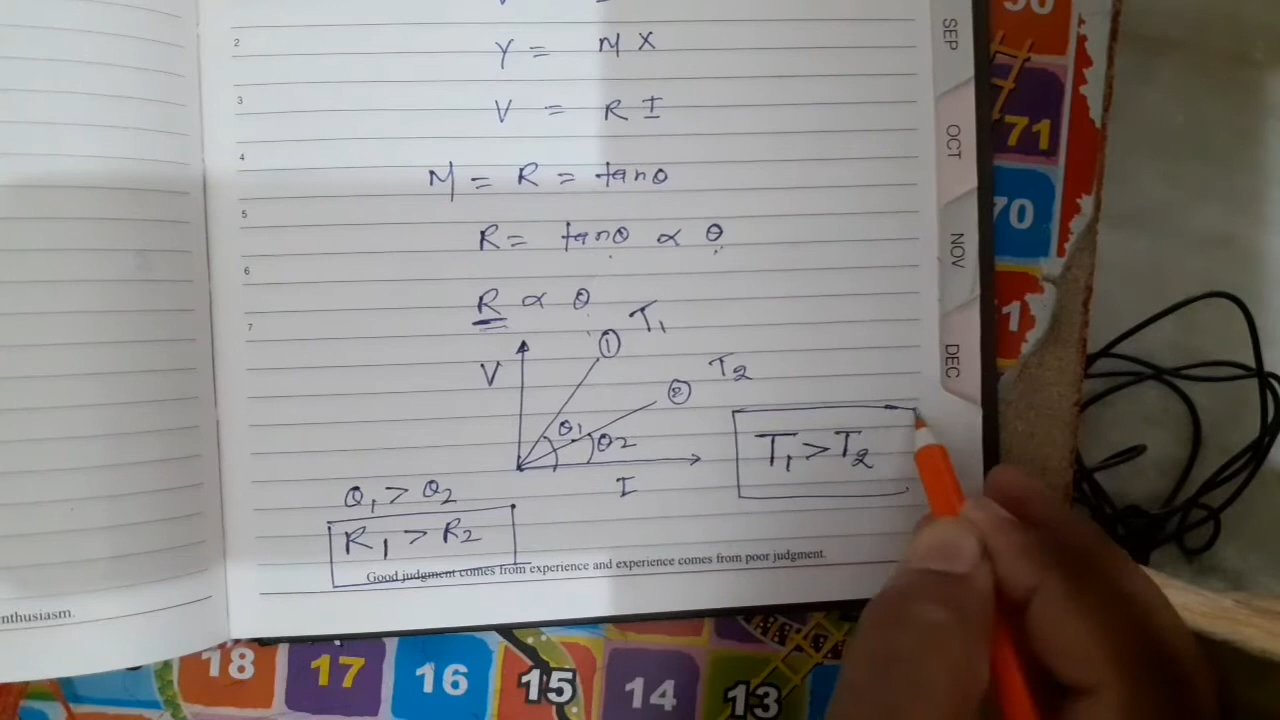 2
Y = M X
3
V = R I
4
M = R = tanθ
5
R = tanθ ∝ θ
6
R ∝ θ
7
T1
①
V
T2
②
θ1
θ2
I
T1 > T2
θ1 > θ2
R1 > R2
Good judgment comes from experience and experience comes from poor judgment.
nthusiasm.
SEP
OCT
NOV
DEC
90
71
70
1
18
17
16
15
14
13